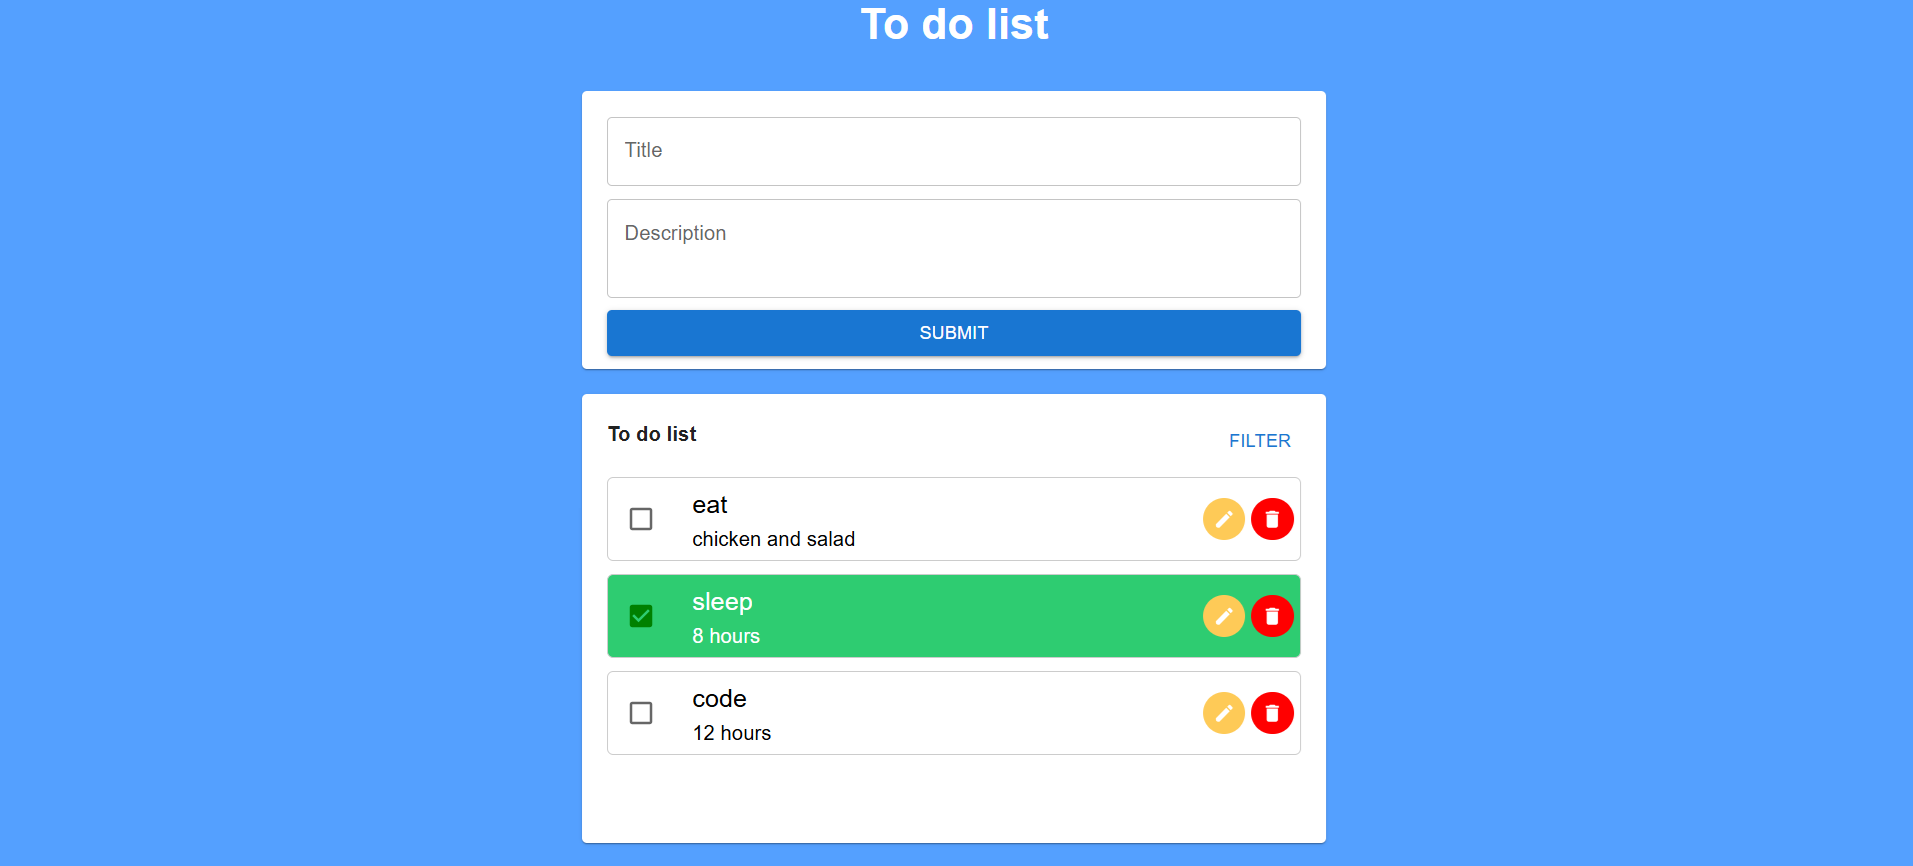 To do list
Title
Description
SUBMIT
To do list
FILTER
eat
chicken and salad
sleep
8 hours
code
12 hours